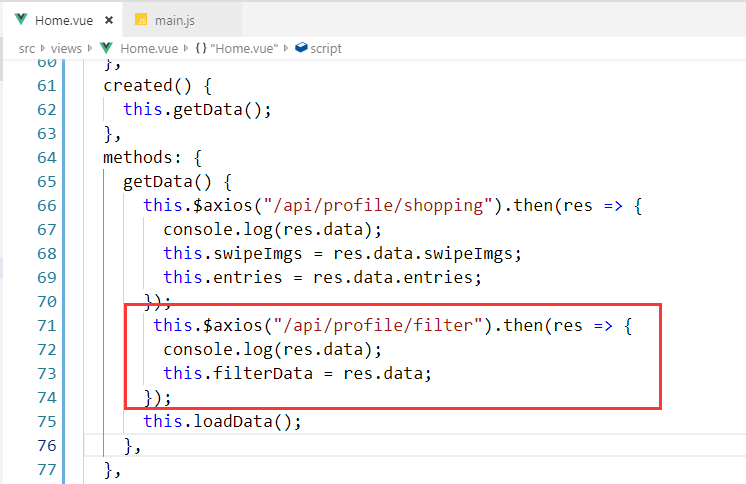 Home.vue × JS main.js
src views Home.vue {} "Home.vue" script
60 },
61 created() {
62 this.getData();
63 },
64 methods: {
65 getData() {
66 this.$axios("/api/profile/shopping").then(res => {
67 console.log(res.data);
68 this.swipeImgs = res.data.swipeImgs;
69 this.entries = res.data.entries;
70 });
71 this.$axios("/api/profile/filter").then(res => {
72 console.log(res.data);
73 this.filterData = res.data;
74 });
75 this.loadData();
76 },
77 },